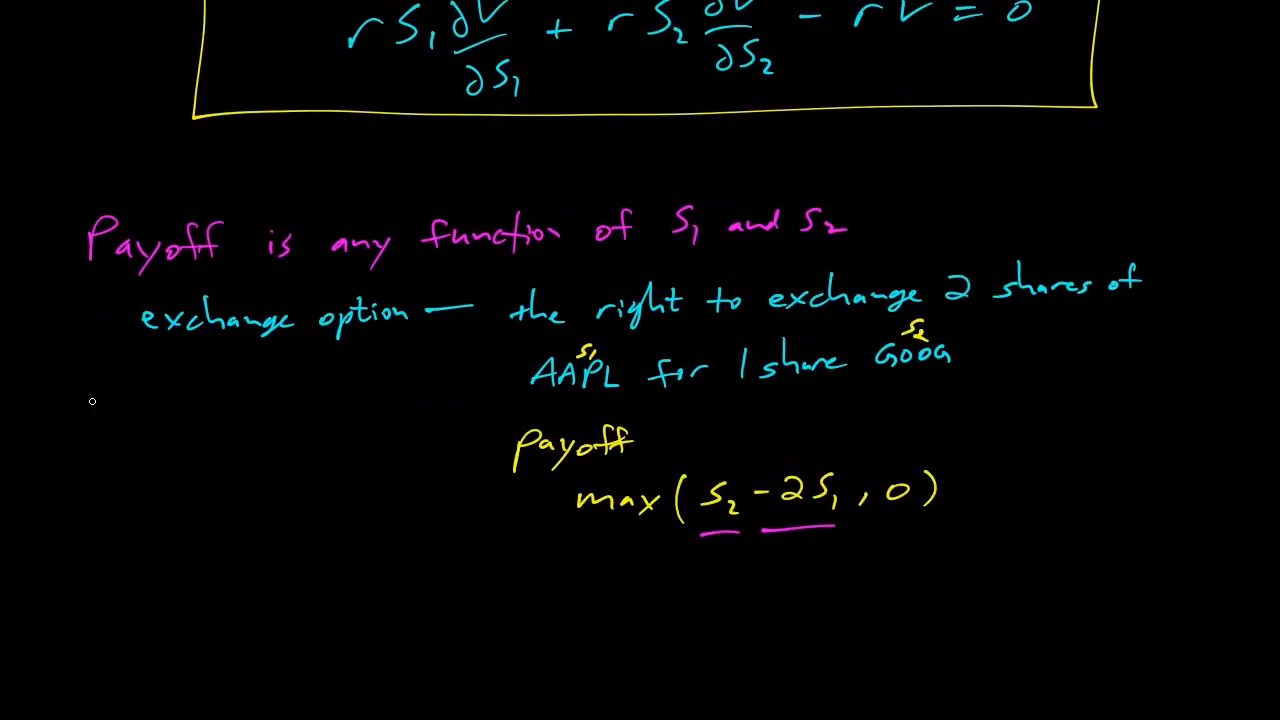 rS₁ ∂V/∂S₁ + rS₂ ∂V/∂S₂ - rV = 0
Payoff is any function of S₁ and S₂
exchange option — the right to exchange 2 shares of
S₁ S₂
AAPL for 1 share GOOG
Payoff
max(S₂ - 2S₁, 0)